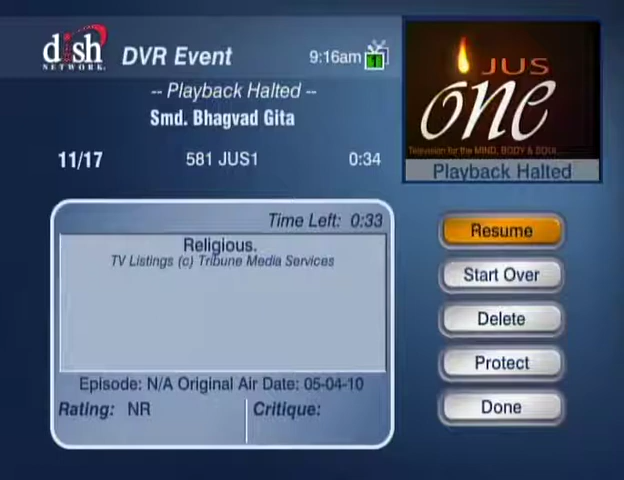 dish
NETWORK.
DVR Event
9:16am
1
-- Playback Halted --
Smd. Bhagvad Gita
11/17 581 JUS1 0:34
JUS
one
Television for the MIND, BODY & SOUL
Playback Halted
Time Left: 0:33
Religious.
TV Listings (c) Tribune Media Services
Episode: N/A Original Air Date: 05-04-10
Rating: NR Critique:
Resume
Start Over
Delete
Protect
Done